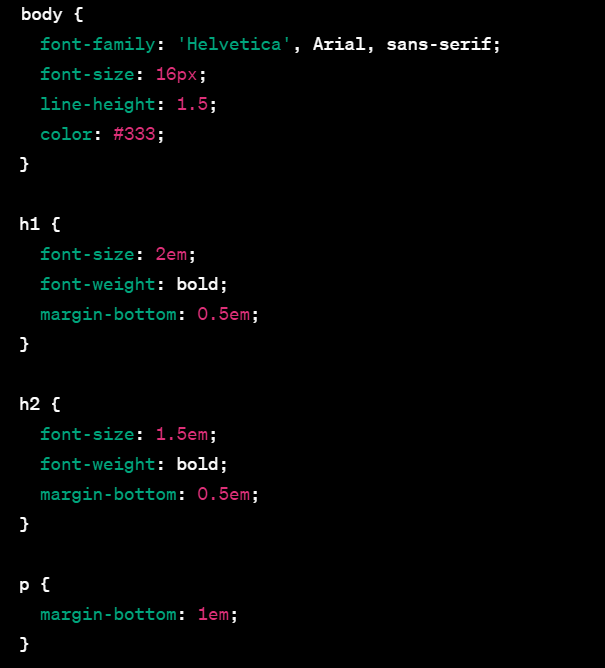 body {
  font-family: 'Helvetica', Arial, sans-serif;
  font-size: 16px;
  line-height: 1.5;
  color: #333;
}

h1 {
  font-size: 2em;
  font-weight: bold;
  margin-bottom: 0.5em;
}

h2 {
  font-size: 1.5em;
  font-weight: bold;
  margin-bottom: 0.5em;
}

p {
  margin-bottom: 1em;
}